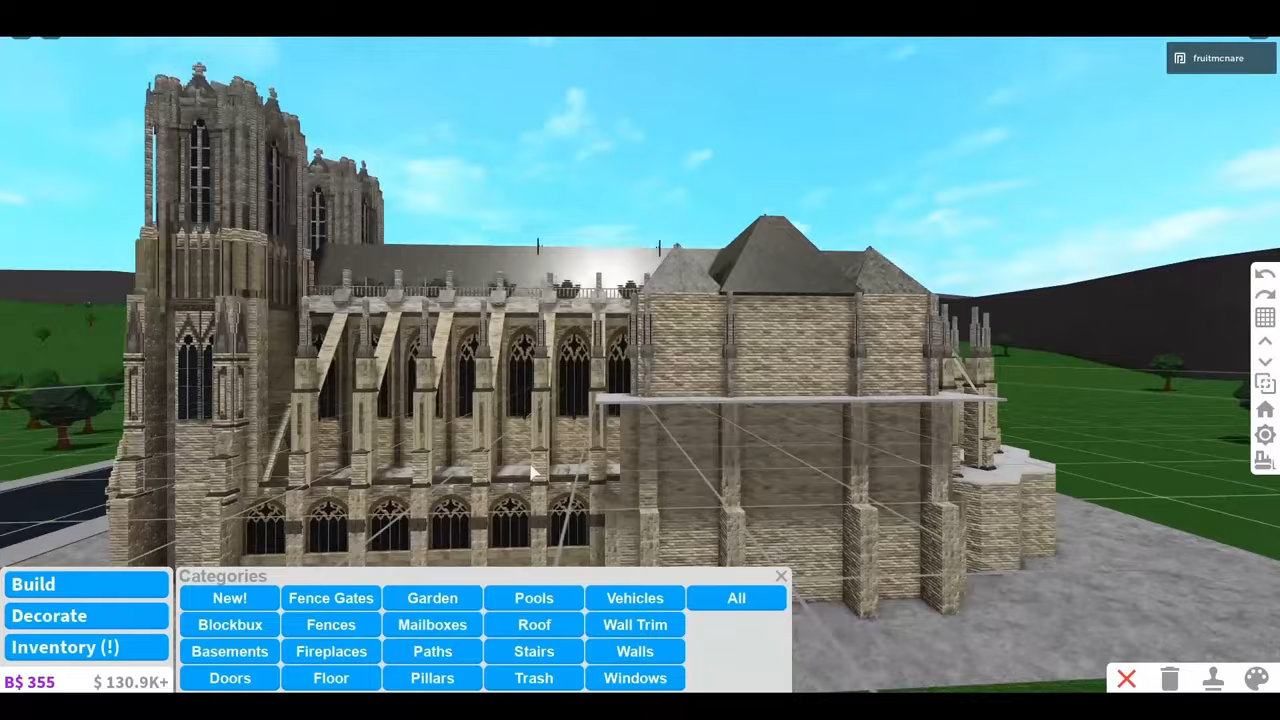 fruitmcnare
Build
Decorate
Inventory (!)
B$ 355 $ 130.9K+
Categories
New! Fence Gates Garden Pools Vehicles All
Blockbux Fences Mailboxes Roof Wall Trim
Basements Fireplaces Paths Stairs Walls
Doors Floor Pillars Trash Windows